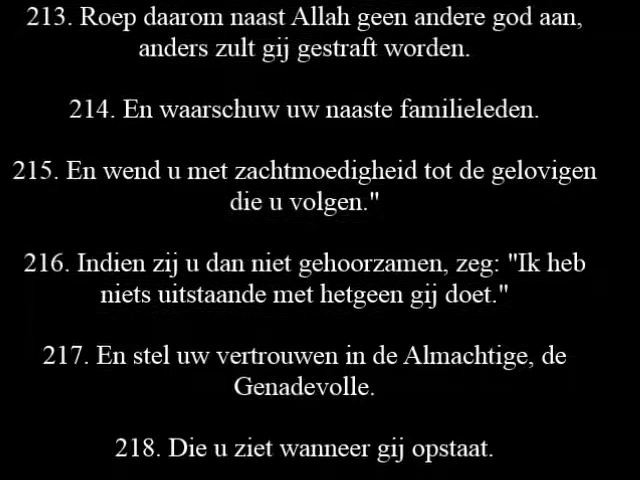 213. Roep daarom naast Allah geen andere god aan,
anders zult gij gestraft worden.
214. En waarschuw uw naaste familieleden.
215. En wend u met zachtmoedigheid tot de gelovigen
die u volgen."
216. Indien zij u dan niet gehoorzamen, zeg: "Ik heb
niets uitstaande met hetgeen gij doet."
217. En stel uw vertrouwen in de Almachtige, de
Genadevolle.
218. Die u ziet wanneer gij opstaat.